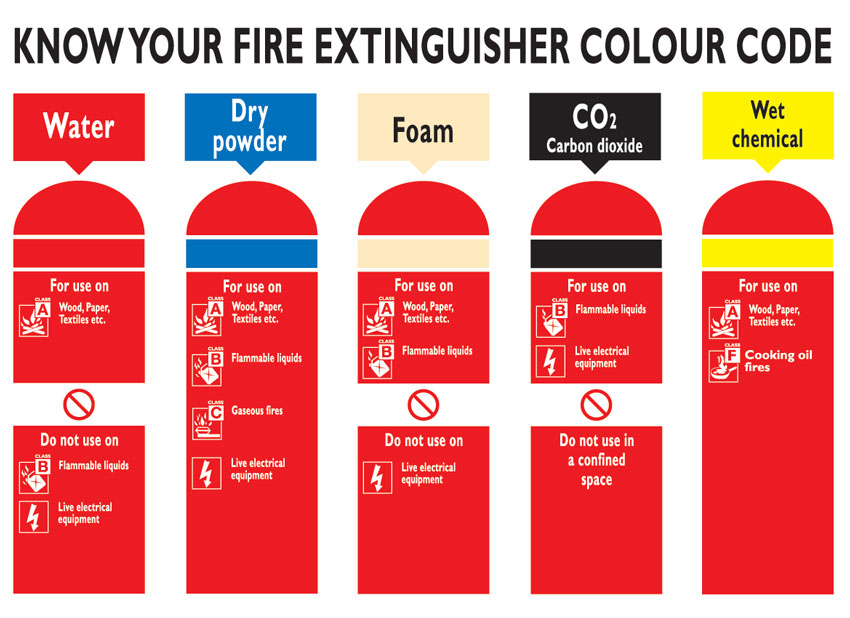 KNOW YOUR FIRE EXTINGUISHER COLOUR CODE
Water
For use on
CLASS
A
Wood, Paper,
Textiles etc.
Do not use on
CLASS
B
Flammable liquids
Live electrical
equipment
Dry
powder
For use on
CLASS
A
Wood, Paper,
Textiles etc.
CLASS
B
Flammable liquids
CLASS
C
Gaseous fires
Live electrical
equipment
Foam
For use on
CLASS
A
Wood, Paper,
Textiles etc.
CLASS
B
Flammable liquids
Do not use on
Live electrical
equipment
CO₂
Carbon dioxide
For use on
CLASS
B
Flammable liquids
Live electrical
equipment
Do not use in
a confined
space
Wet
chemical
For use on
CLASS
A
Wood, Paper,
Textiles etc.
CLASS
F
Cooking oil
fires